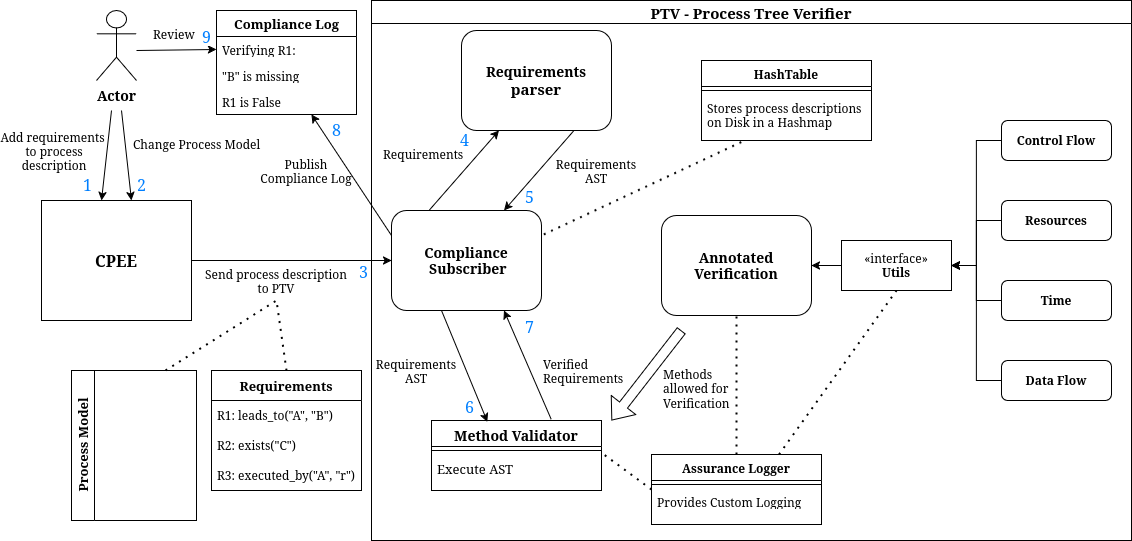 PTV - Process Tree Verifier
Compliance Log
Verifying R1:
"B" is missing
R1 is False
Review
9
Actor
Add requirements
to process
description
1
Change Process Model
2
8
Publish
Compliance Log
CPEE
3
Send process description
to PTV
Process Model
Requirements
R1: leads_to("A", "B")
R2: exists("C")
R3: executed_by("A", "r")
Requirements
parser
4
Requirements
Requirements
AST
5
HashTable
Stores process descriptions
on Disk in a Hashmap
Compliance
Subscriber
Annotated
Verification
«interface»
Utils
Control Flow
Resources
Time
Data Flow
Requirements
AST
6
7
Verified
Requirements
Methods
allowed for
Verification
Method Validator
Execute AST
Assurance Logger
Provides Custom Logging